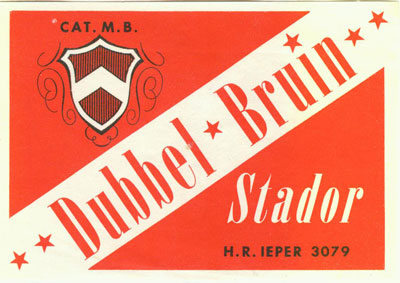 CAT. M.B.
Dubbel Bruin
Stador
H.R. IEPER 3079